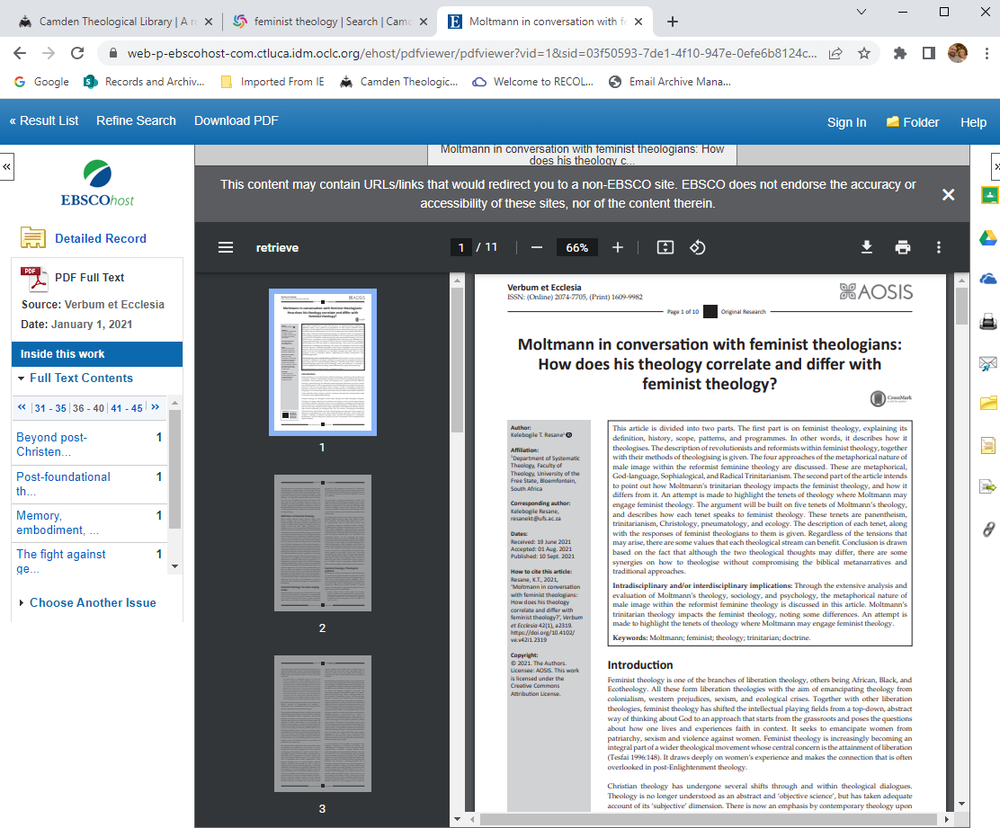 Camden Theological Library | A re
feminist theology | Search | Camd
Moltmann in conversation with fe
web-p-ebscohost-com.ctluca.idm.oclc.org/ehost/pdfviewer/pdfviewer?vid=1&sid=03f50593-7de1-4f10-947e-0efe6b8124c...
Google
Records and Archiv...
Imported From IE
Camden Theologic...
Welcome to RECOL...
Email Archive Mana...
« Result List
Refine Search
Download PDF
Sign In
Folder
Help
EBSCOhost
Detailed Record
PDF
PDF Full Text
Source: Verbum et Ecclesia
Date: January 1, 2021
Inside this work
Full Text Contents
« | 31 - 35 | 36 - 40 | 41 - 45 | »
Beyond post-
Christen...
1
Post-foundational
th...
1
Memory,
embodiment, ...
1
The fight against
ge...
1
Choose Another Issue
Moltmann in conversation with feminist theologians: How
does his theology c...
This content may contain URLs/links that would redirect you to a non-EBSCO site. EBSCO does not endorse the accuracy or
accessibility of these sites, nor of the content therein.
retrieve
1 / 11
66%
1
2
3
Verbum et Ecclesia
ISSN: (Online) 2074-7705, (Print) 1609-9982
AOSIS
Page 1 of 10
Original Research
Moltmann in conversation with feminist theologians:
How does his theology correlate and differ with
feminist theology?
CrossMark
Author:
Kelebogile T. Resane¹
Affiliation:
¹Department of Systematic
Theology, Faculty of
Theology, University of the
Free State, Bloemfontein,
South Africa
Corresponding author:
Kelebogile Resane,
resanekt@ufs.ac.za
Dates:
Received: 19 June 2021
Accepted: 01 Aug. 2021
Published: 10 Sept. 2021
How to cite this article:
Resane, K.T., 2021,
'Moltmann in conversation
with feminist theologians:
How does his theology
correlate and differ with
feminist theology?', Verbum
et Ecclesia 42(1), a2319.
https://doi.org/10.4102/
ve.v42i1.2319
Copyright:
© 2021. The Authors.
Licensee: AOSIS. This work
is licensed under the
Creative Commons
Attribution License.
This article is divided into two parts. The first part is on feminist theology, explaining its
definition, history, scope, patterns, and programmes. In other words, it describes how it
theologises. The description of revolutionists and reformists within feminist theology, together
with their methods of theologising is given. The four approaches of the metaphorical nature of
male image within the reformist feminine theology are discussed. These are metaphorical,
God-language, Sophialogical, and Radical Trinitarianism. The second part of the article intends
to point out how Moltmann's trinitarian theology impacts the feminist theology, and how it
differs from it. An attempt is made to highlight the tenets of theology where Moltmann may
engage feminist theology. The argument will be built on five tenets of Moltmann's theology,
and describes how each tenet speaks to feminist theology. These tenets are panentheism,
trinitarianism, Christology, pneumatology, and ecology. The description of each tenet, along
with the responses of feminist theologians to them is given. Regardless of the tensions that
may arise, there are some values that each theological stream can benefit. Conclusion is drawn
based on the fact that although the two theological thoughts may differ, there are some
synergies on how to theologise without compromising the biblical metanarratives and
traditional approaches.
Intradisciplinary and/or interdisciplinary implications: Through the extensive analysis and
evaluation of Moltmann's theology, sociology, and psychology, the metaphorical nature of
male image within the reformist feminine theology is discussed in this article. Moltmann's
trinitarian theology impacts the feminist theology, noting some differences. An attempt is
made to highlight the tenets of theology where Moltmann may engage feminist theology.
Keywords: Moltmann; feminist; theology; trinitarian; doctrine.
Introduction
Feminist theology is one of the branches of liberation theology, others being African, Black, and
Ecotheology. All these form liberation theologies with the aim of emancipating theology from
colonialism, western prejudices, sexism, and ecological crises. Together with other liberation
theologies, feminist theology has shifted the intellectual playing fields from a top-down, abstract
way of thinking about God to an approach that starts from the grassroots and poses the questions
about how one lives and experiences faith in context. It seeks to emancipate women from
patriarchy, sexism and violence against women. Feminist theology is increasingly becoming an
integral part of a wider theological movement whose central concern is the attainment of liberation
(Tesfai 1996:148). It draws deeply on women's experience and makes the connection that is often
overlooked in post-Enlightenment theology.
Christian theology has undergone several shifts through and within theological dialogues.
Theology is no longer understood as an abstract and 'objective science', but has taken adequate
account of its 'subjective' dimension. There is now an emphasis by contemporary theology upon